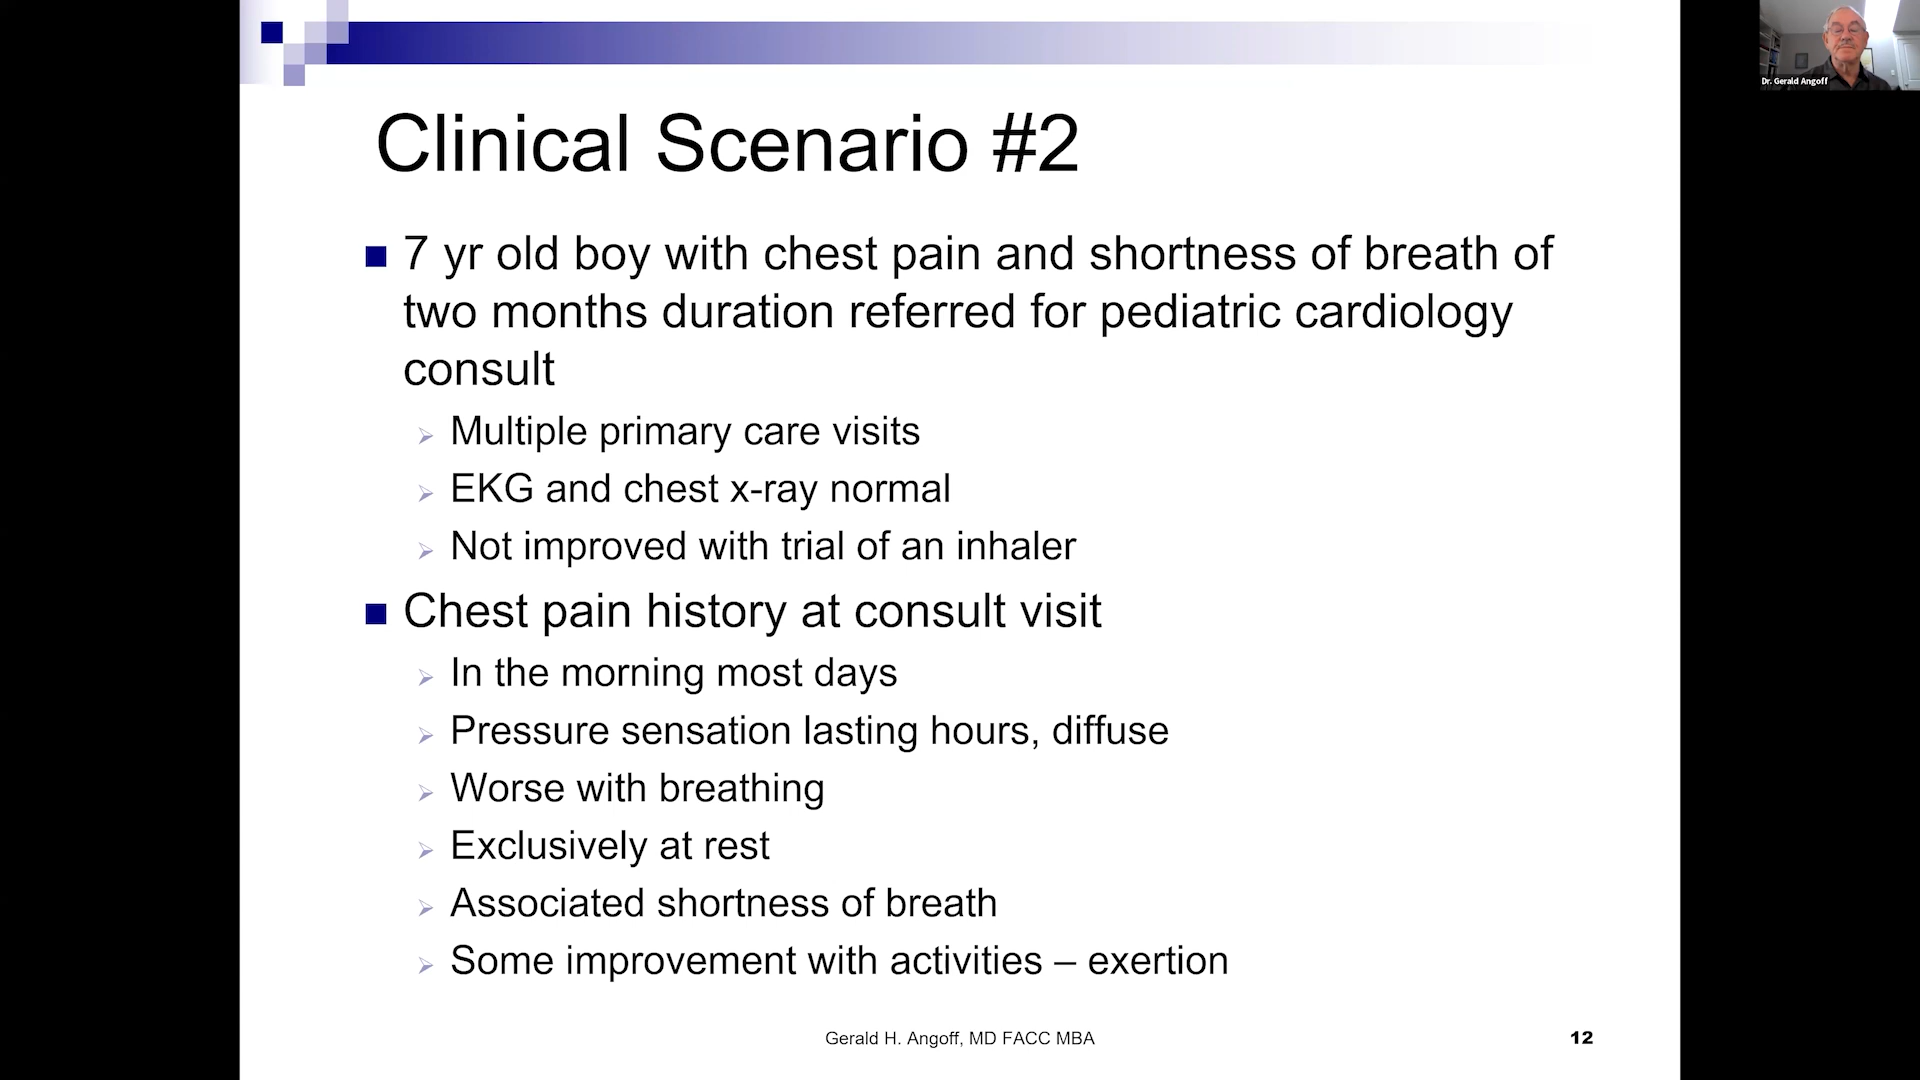 Dr. Gerald Angoff
Clinical Scenario #2
7 yr old boy with chest pain and shortness of breath of
two months duration referred for pediatric cardiology
consult
Multiple primary care visits
EKG and chest x-ray normal
Not improved with trial of an inhaler
Chest pain history at consult visit
In the morning most days
Pressure sensation lasting hours, diffuse
Worse with breathing
Exclusively at rest
Associated shortness of breath
Some improvement with activities – exertion
Gerald H. Angoff, MD FACC MBA
12